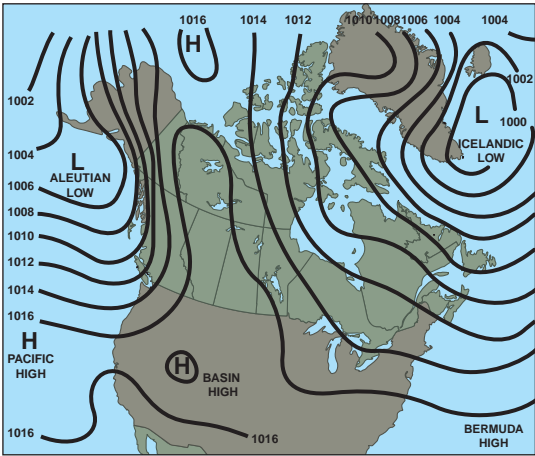 1016
1014
1012
1010
1008
1006
1004
1004
H
1002
1002
L
1000
ICELANDIC
LOW
1004
L
ALEUTIAN
LOW
1006
1008
1010
1012
1014
1016
H
PACIFIC
HIGH
H
BASIN
HIGH
BERMUDA
HIGH
1016
1016